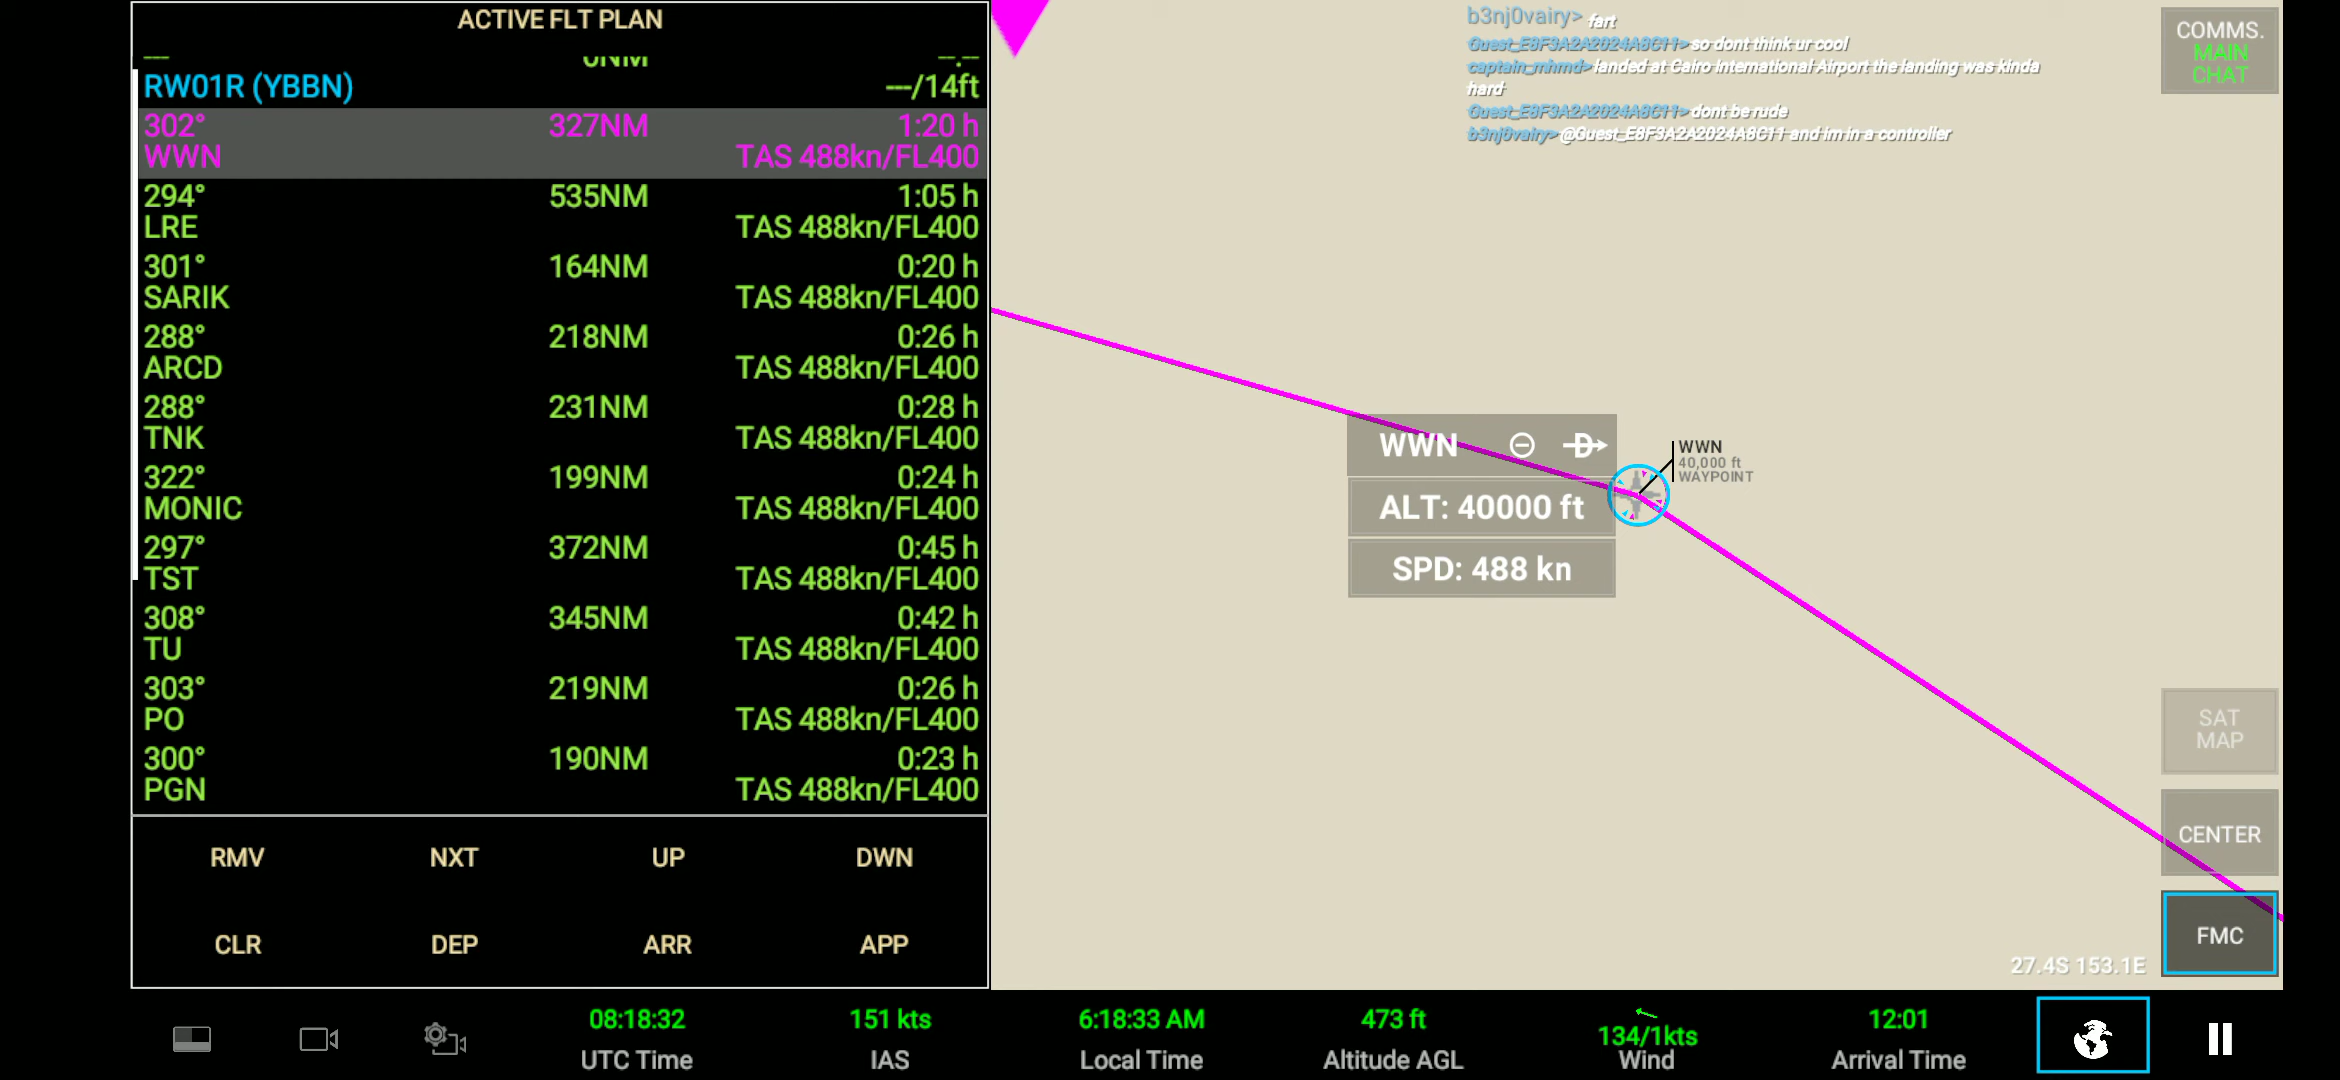 ACTIVE FLT PLAN
--- 0NM --:--
RW01R (YBBN) ---/14ft
302° 327NM 1:20 h
WWN TAS 488kn/FL400
294° 535NM 1:05 h
LRE TAS 488kn/FL400
301° 164NM 0:20 h
SARIK TAS 488kn/FL400
288° 218NM 0:26 h
ARCD TAS 488kn/FL400
288° 231NM 0:28 h
TNK TAS 488kn/FL400
322° 199NM 0:24 h
MONIC TAS 488kn/FL400
297° 372NM 0:45 h
TST TAS 488kn/FL400
308° 345NM 0:42 h
TU TAS 488kn/FL400
303° 219NM 0:26 h
PO TAS 488kn/FL400
300° 190NM 0:23 h
PGN TAS 488kn/FL400
RMV NXT UP DWN
CLR DEP ARR APP
b3nj0vairy> fart
Guest_E8F3A2A2024A8C11> so dont think ur cool
captain_mhmd> landed at Cairo International Airport the landing was kinda
hard
Guest_E8F3A2A2024A8C11> dont be rude
b3nj0vairy> @Guest_E8F3A2A2024A8C11 and im in a controller
COMMS.
MAIN
CHAT
WWN D
ALT: 40000 ft
SPD: 488 kn
WWN
40,000 ft
WAYPOINT
SAT
MAP
CENTER
FMC
27.4S 153.1E
08:18:32
UTC Time
151 kts
IAS
6:18:33 AM
Local Time
473 ft
Altitude AGL
134/1kts
Wind
12:01
Arrival Time